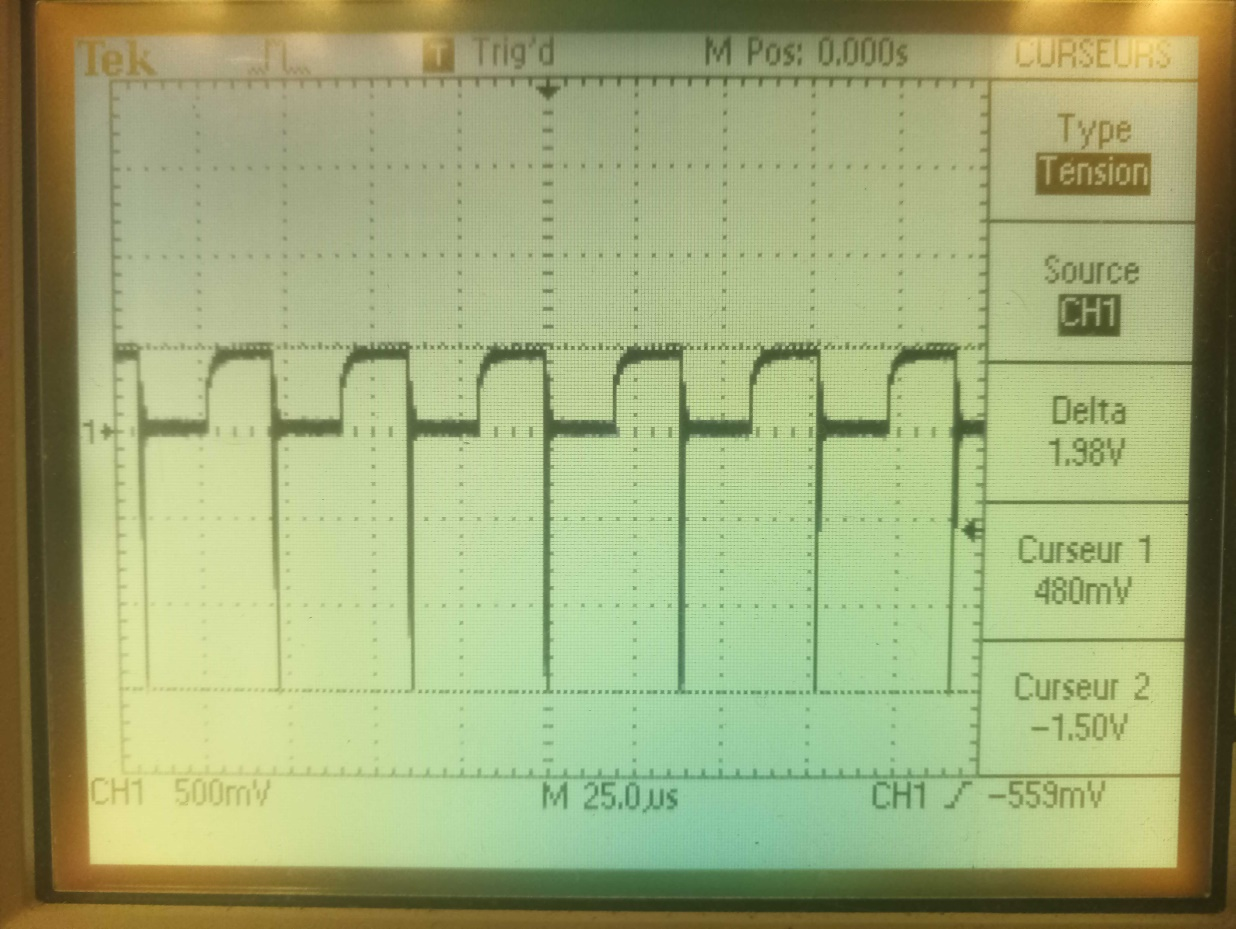 Tek T Trig'd M Pos: 0.000s CURSEURS
Type
Tension
Source
CH1
Delta
1.98V
Curseur 1
480mV
Curseur 2
-1.50V
1
CH1 500mV M 25.0µs CH1 -559mV